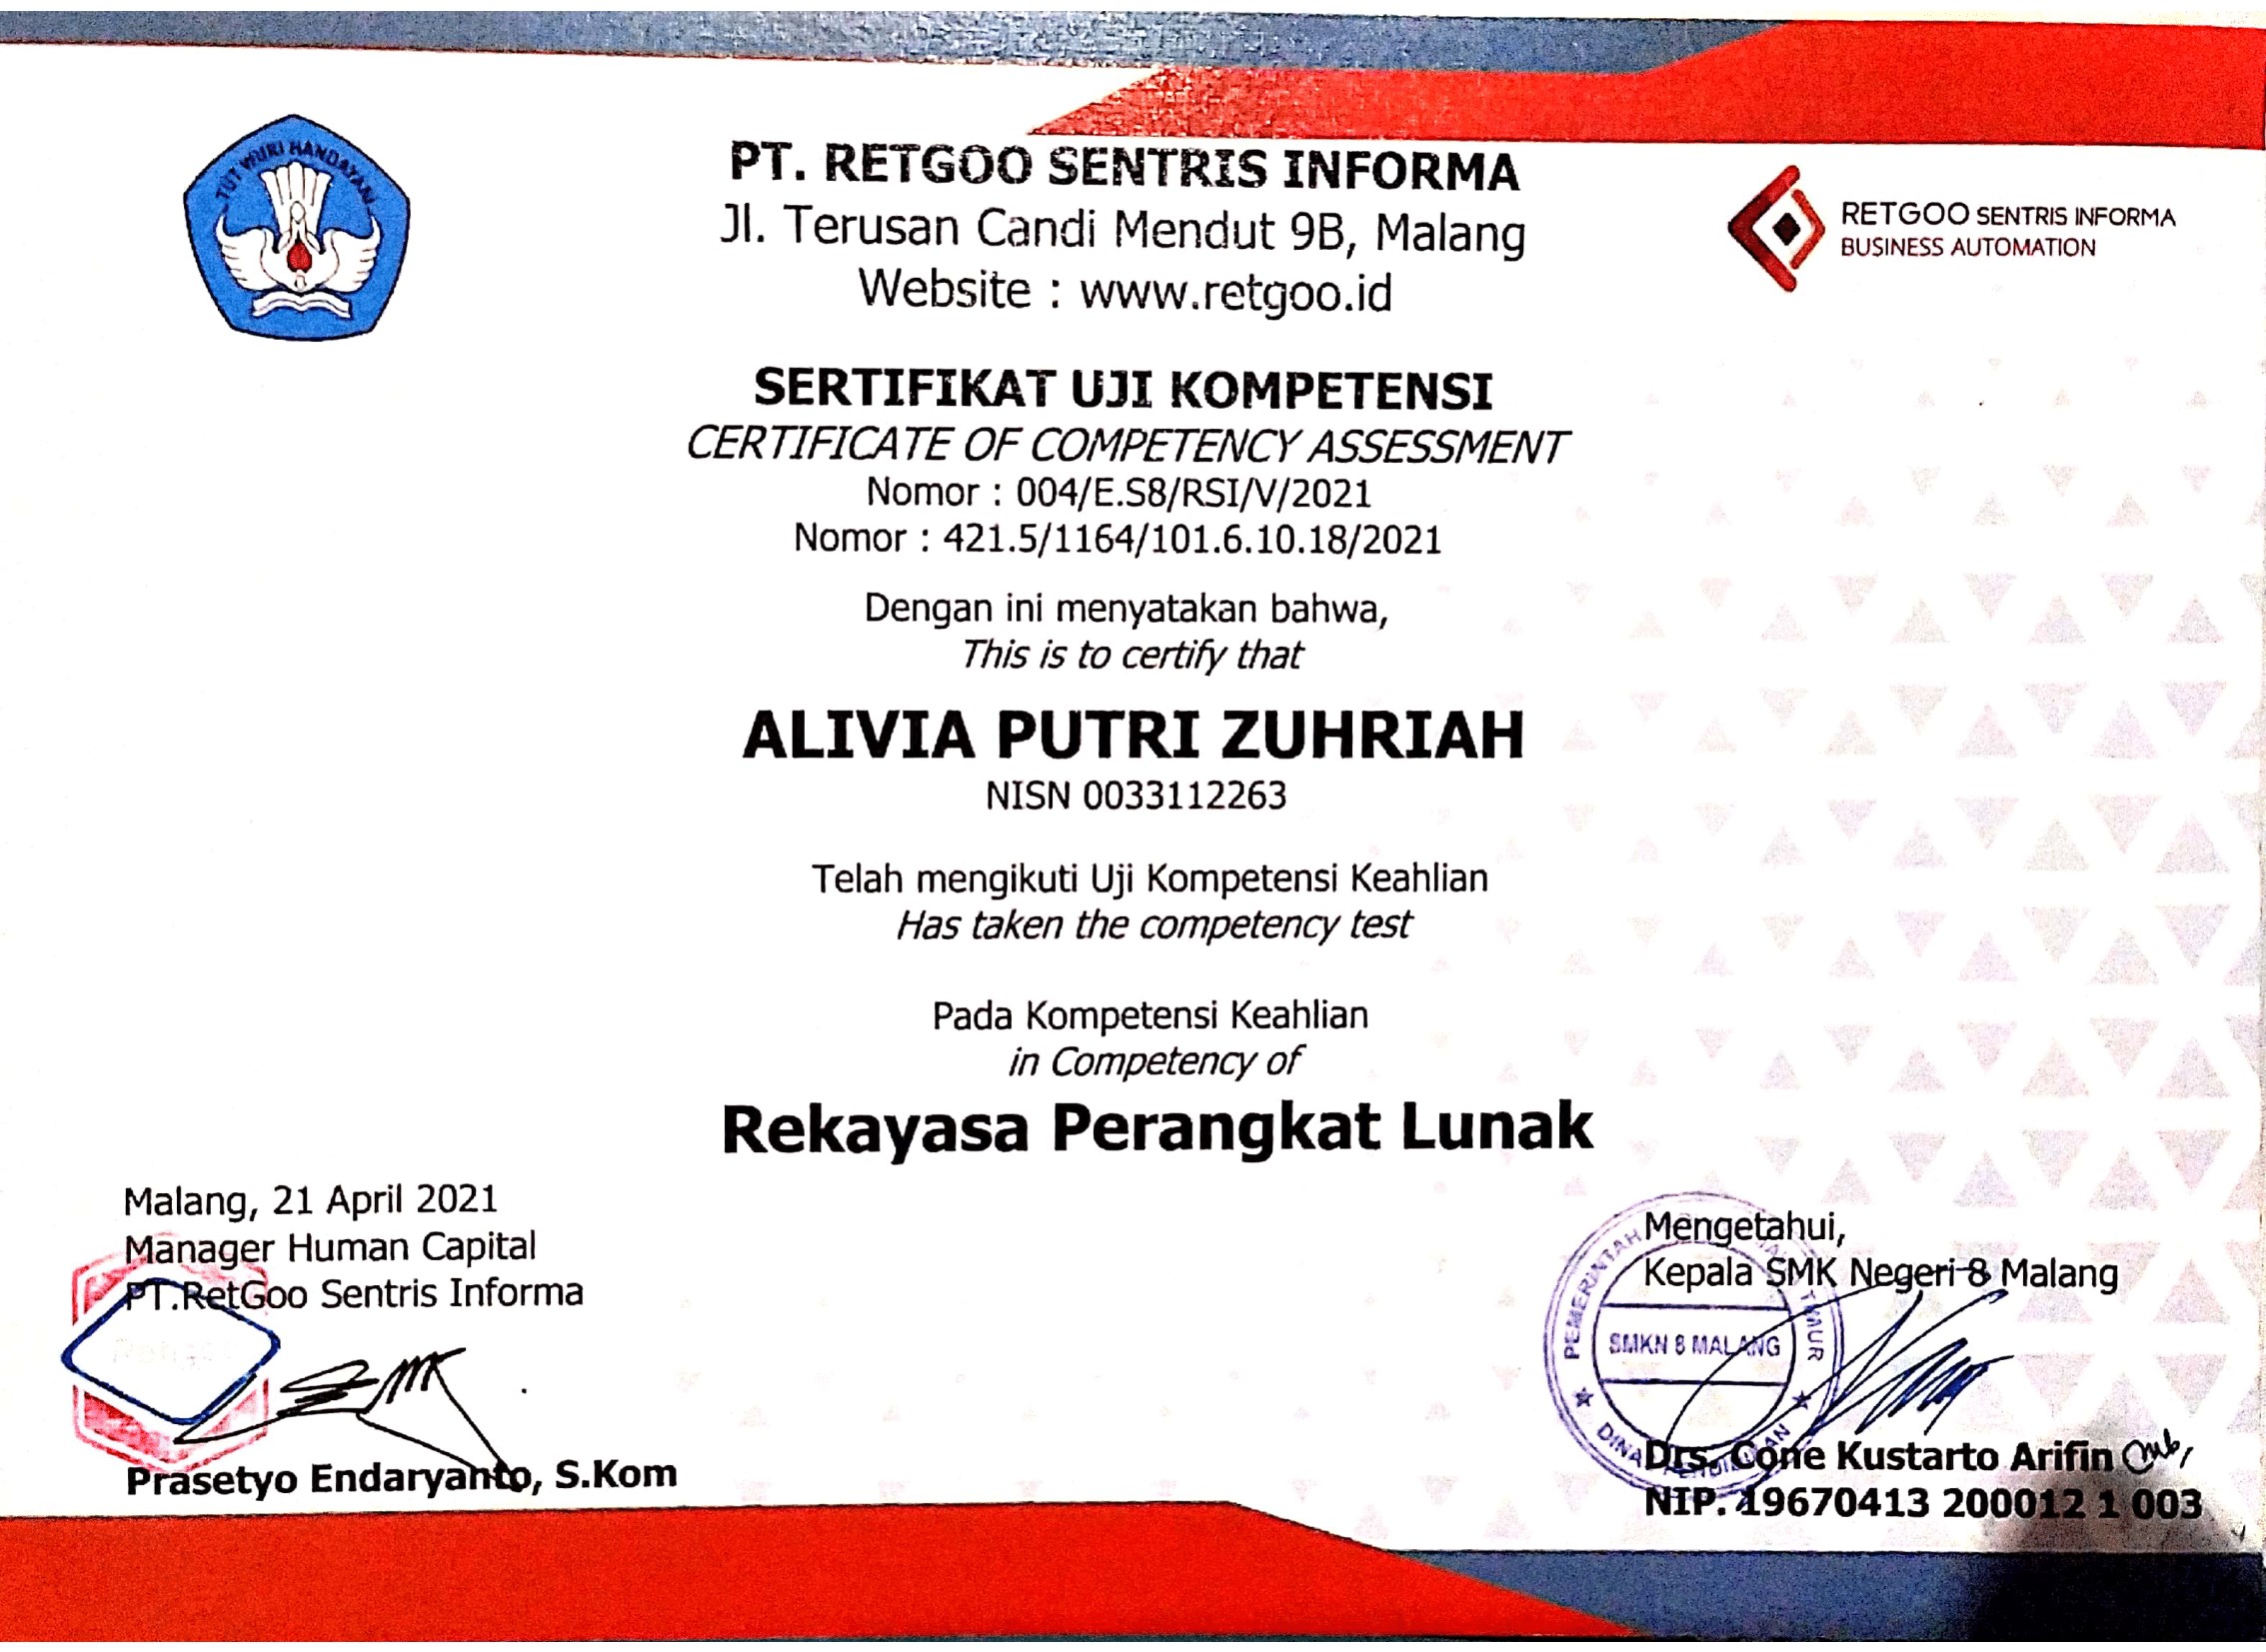 TUT WURI HANDAYANI
PT. RETGOO SENTRIS INFORMA
Jl. Terusan Candi Mendut 9B, Malang
Website : www.retgoo.id
RETGOO SENTRIS INFORMA
BUSINESS AUTOMATION
SERTIFIKAT UJI KOMPETENSI
CERTIFICATE OF COMPETENCY ASSESSMENT
Nomor : 004/E.S8/RSI/V/2021
Nomor : 421.5/1164/101.6.10.18/2021
Dengan ini menyatakan bahwa,
This is to certify that
ALIVIA PUTRI ZUHRIAH
NISN 0033112263
Telah mengikuti Uji Kompetensi Keahlian
Has taken the competency test
Pada Kompetensi Keahlian
in Competency of
Rekayasa Perangkat Lunak
Malang, 21 April 2021
Manager Human Capital
PT.RetGoo Sentris Informa
Prasetyo Endaryanto, S.Kom
Mengetahui,
Kepala SMK Negeri 8 Malang
PEMERINTAH TIMUR
SMKN 8 MALANG
Drs. Cone Kustarto Arifin
NIP. 19670413 200012 1 003